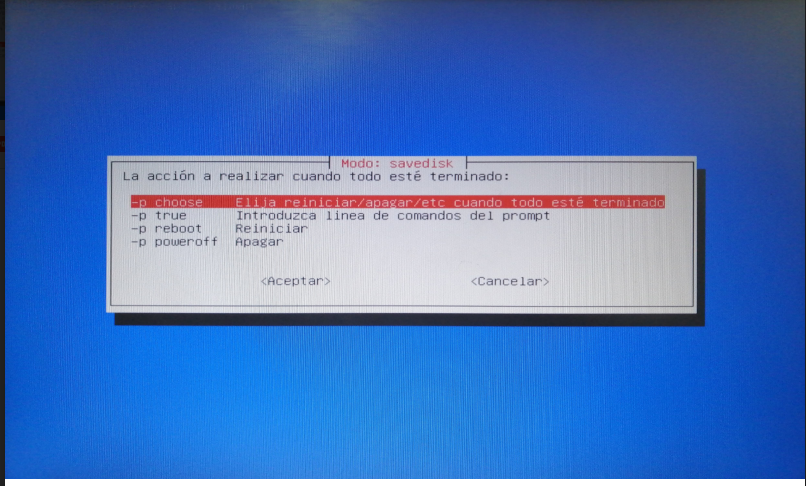 Modo: savedisk
La acción a realizar cuando todo esté terminado:
-p choose Elija reiniciar/apagar/etc cuando todo esté terminado
-p true Introduzca linea de comandos del prompt
-p reboot Reiniciar
-p poweroff Apagar
<Aceptar> <Cancelar>